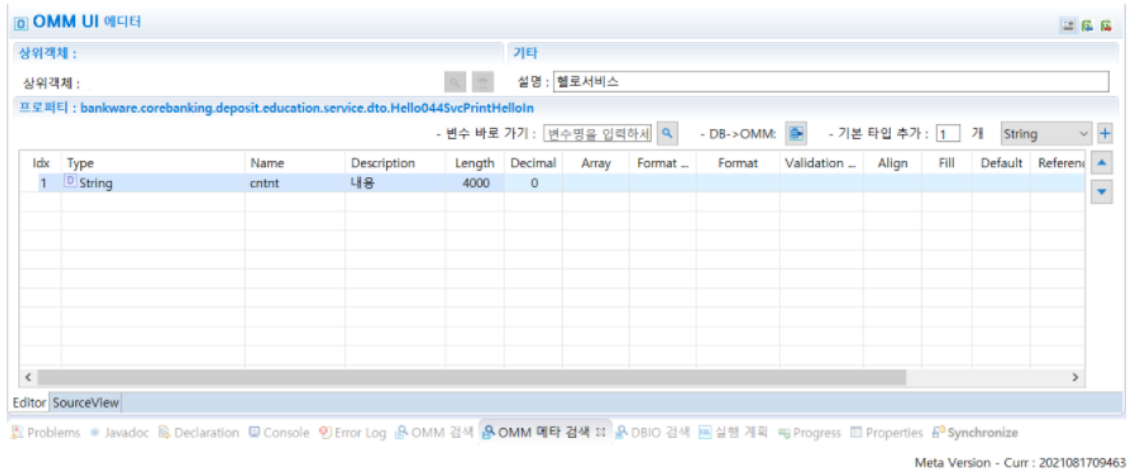 OMM UI 에디터
상위객체 : 기타
상위객체 : 설명 : 헬로서비스
프로퍼티 : bankware.corebanking.deposit.education.service.dto.Hello044SvcPrintHelloIn
- 변수 바로 가기 : 변수명을 입력하세 - DB->OMM: - 기본 타입 추가 : 1 개 String
Idx Type Name Description Length Decimal Array Format ... Format Validation ... Align Fill Default Referenc
1 D String cntnt 내용 4000 0
Editor SourceView
Problems Javadoc Declaration Console Error Log OMM 검색 OMM 메타 검색 DBIO 검색 실행 계획 Progress Properties Synchronize
Meta Version - Curr : 2021081709463